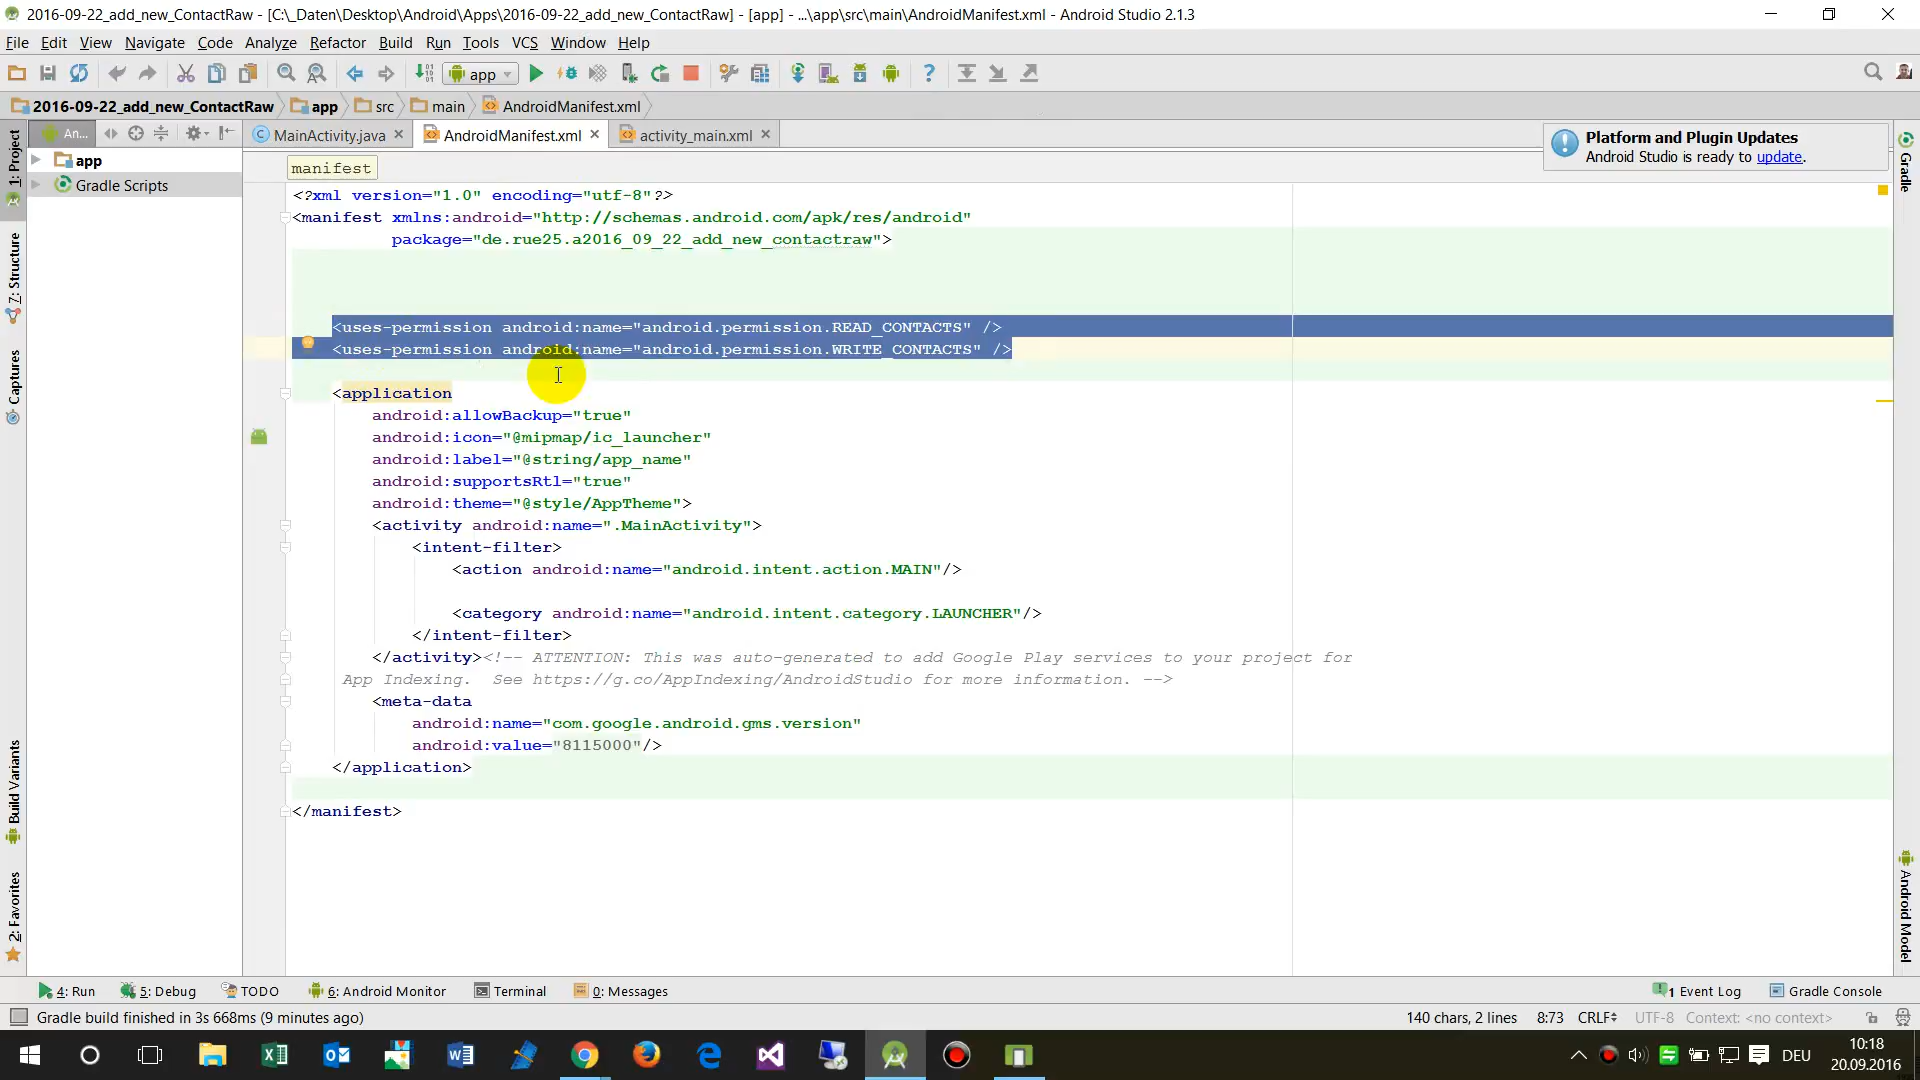 2016-09-22_add_new_ContactRaw - [C:\_Daten\Desktop\Android\Apps\2016-09-22_add_new_ContactRaw] - [app] - ...\app\src\main\AndroidManifest.xml - Android Studio 2.1.3
File Edit View Navigate Code Analyze Refactor Build Run Tools VCS Window Help
app
2016-09-22_add_new_ContactRaw app src main AndroidManifest.xml
An...
MainActivity.java
AndroidManifest.xml
activity_main.xml
Platform and Plugin Updates
Android Studio is ready to update.
app
Gradle Scripts
1: Project
7: Structure
Captures
Build Variants
2: Favorites
Gradle
Android Model
manifest
<?xml version="1.0" encoding="utf-8"?>
<manifest xmlns:android="http://schemas.android.com/apk/res/android"
package="de.rue25.a2016_09_22_add_new_contactraw">
<uses-permission android:name="android.permission.READ_CONTACTS" />
<uses-permission android:name="android.permission.WRITE_CONTACTS" />
<application
android:allowBackup="true"
android:icon="@mipmap/ic_launcher"
android:label="@string/app_name"
android:supportsRtl="true"
android:theme="@style/AppTheme">
<activity android:name=".MainActivity">
<intent-filter>
<action android:name="android.intent.action.MAIN"/>
<category android:name="android.intent.category.LAUNCHER"/>
</intent-filter>
</activity><!-- ATTENTION: This was auto-generated to add Google Play services to your project for
App Indexing.  See https://g.co/AppIndexing/AndroidStudio for more information. -->
<meta-data
android:name="com.google.android.gms.version"
android:value="8115000"/>
</application>
</manifest>
4: Run 5: Debug TODO 6: Android Monitor Terminal 0: Messages 1 Event Log Gradle Console
Gradle build finished in 3s 668ms (9 minutes ago) 140 chars, 2 lines 8:73 CRLF UTF-8 Context: <no context>
DEU
10:18
20.09.2016